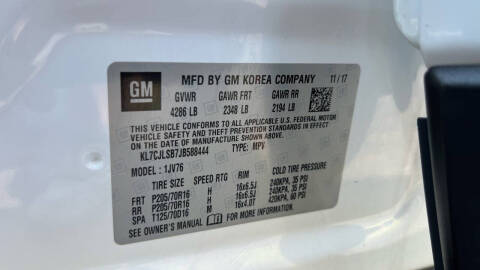 GM
MFD BY GM KOREA COMPANY 11/17
GVWR GAWR FRT GAWR RR
4286 LB 2348 LB 2194 LB
THIS VEHICLE CONFORMS TO ALL APPLICABLE U.S. FEDERAL MOTOR
VEHICLE SAFETY AND THEFT PREVENTION STANDARDS IN EFFECT
ON THE DATE OF MANUFACTURE SHOWN ABOVE.
KL7CJLSB7JB588444 TYPE: MPV
MODEL : 1JV76
TIRE SIZE SPEED RTG RIM COLD TIRE PRESSURE
FRT P205/70R16 H 16x6.5J 240KPA, 35 PSI
RR P205/70R16 H 16x6.5J 240KPA, 35 PSI
SP T125/70D16 M 16x4.0T 420KPA, 60 PSI
SEE OWNER'S MANUAL FOR MORE INFORMATION